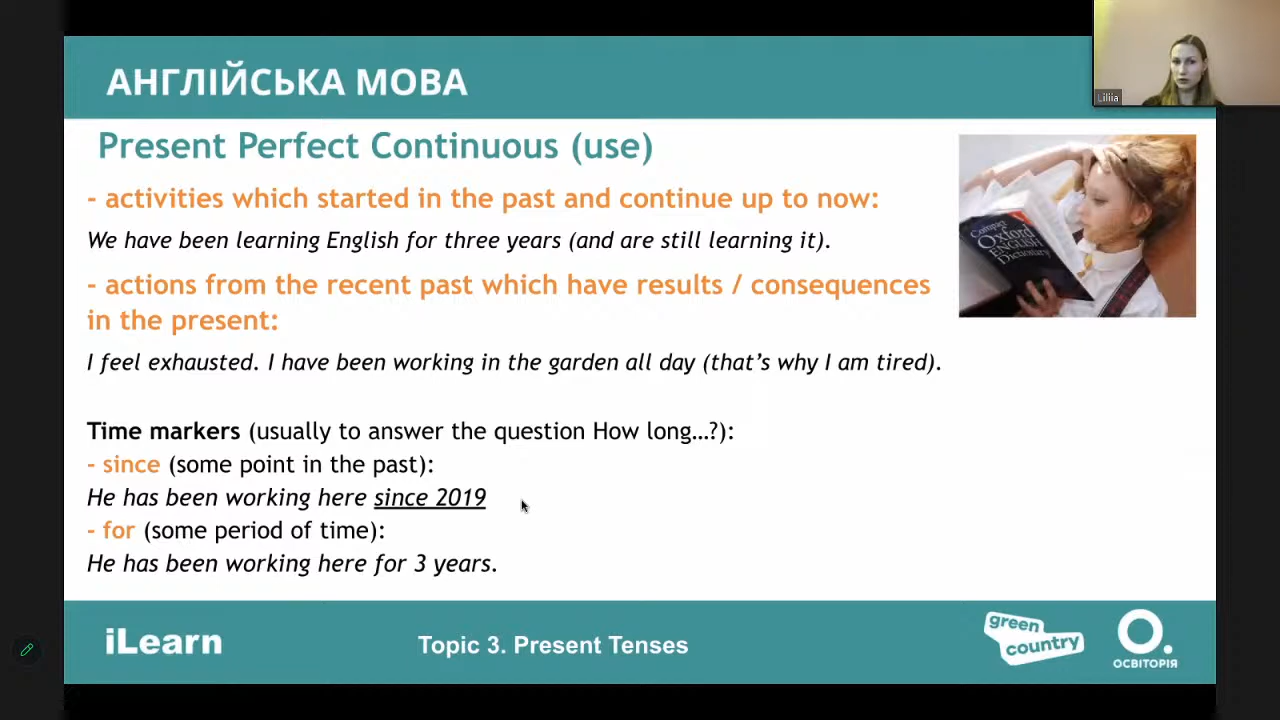 АНГЛІЙСЬКА МОВА
Liliia
Present Perfect Continuous (use)
- activities which started in the past and continue up to now:
We have been learning English for three years (and are still learning it).
- actions from the recent past which have results / consequences
in the present:
I feel exhausted. I have been working in the garden all day (that's why I am tired).
Oxford
ENGLISH
Dictionary
Time markers (usually to answer the question How long…?):
- since (some point in the past):
He has been working here since 2019
- for (some period of time):
He has been working here for 3 years.
iLearn
Topic 3. Present Tenses
green
country
ОСВІТОРІЯ